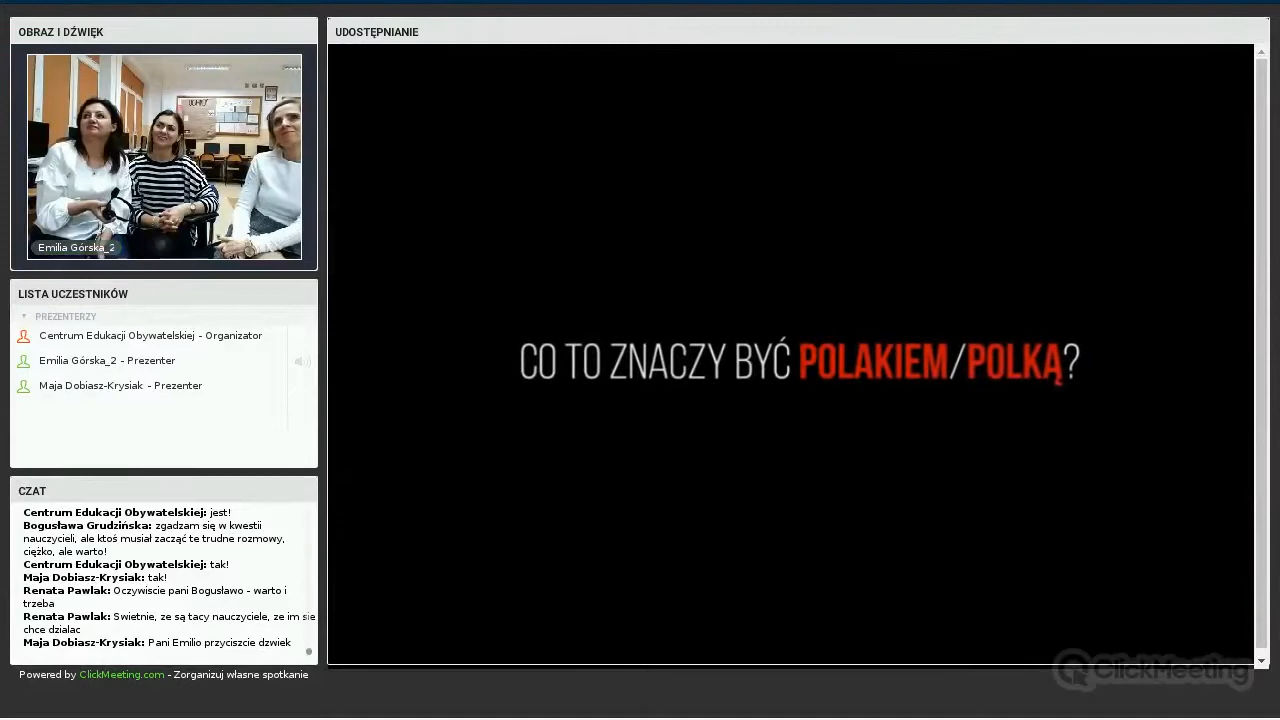 OBRAZ I DŹWIĘK
UCHNIE
Emilia Górska_2
LISTA UCZESTNIKÓW
PREZENTERZY
Centrum Edukacji Obywatelskiej - Organizator
Emilia Górska_2 - Prezenter
Maja Dobiasz-Krysiak - Prezenter
CZAT
Centrum Edukacji Obywatelskiej: jest!
Bogusława Grudzińska: zgadzam się w kwestii
nauczycieli, ale ktoś musiał zacząć te trudne rozmowy,
ciężko, ale warto!
Centrum Edukacji Obywatelskiej: tak!
Maja Dobiasz-Krysiak: tak!
Renata Pawlak: Oczywiscie pani Bogusławo - warto i
trzeba
Renata Pawlak: Swietnie, ze są tacy nauczyciele, ze im sie
chce dzialac
Maja Dobiasz-Krysiak: Pani Emilio przyciszcie dzwiek
Powered by ClickMeeting.com - Zorganizuj własne spotkanie
UDOSTĘPNIANIE
CO TO ZNACZY BYĆ POLAKIEM/POLKĄ?
ClickMeeting